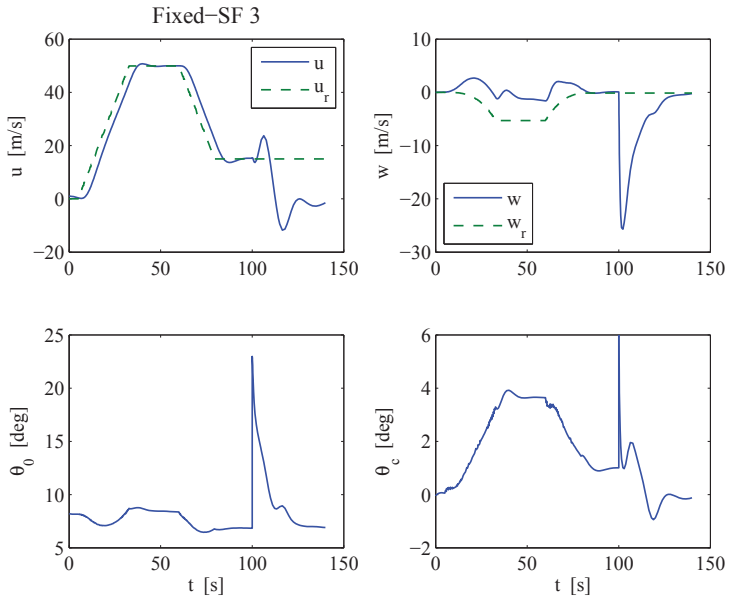 Fixed−SF 3
60
40
20
0
−20
u [m/s]
0 50 100 150
u
u_r
10
0
−10
−20
−30
w [m/s]
0 50 100 150
w
w_r
25
20
15
10
5
θ_0 [deg]
0 50 100 150
t [s]
6
4
2
0
−2
θ_c [deg]
0 50 100 150
t [s]